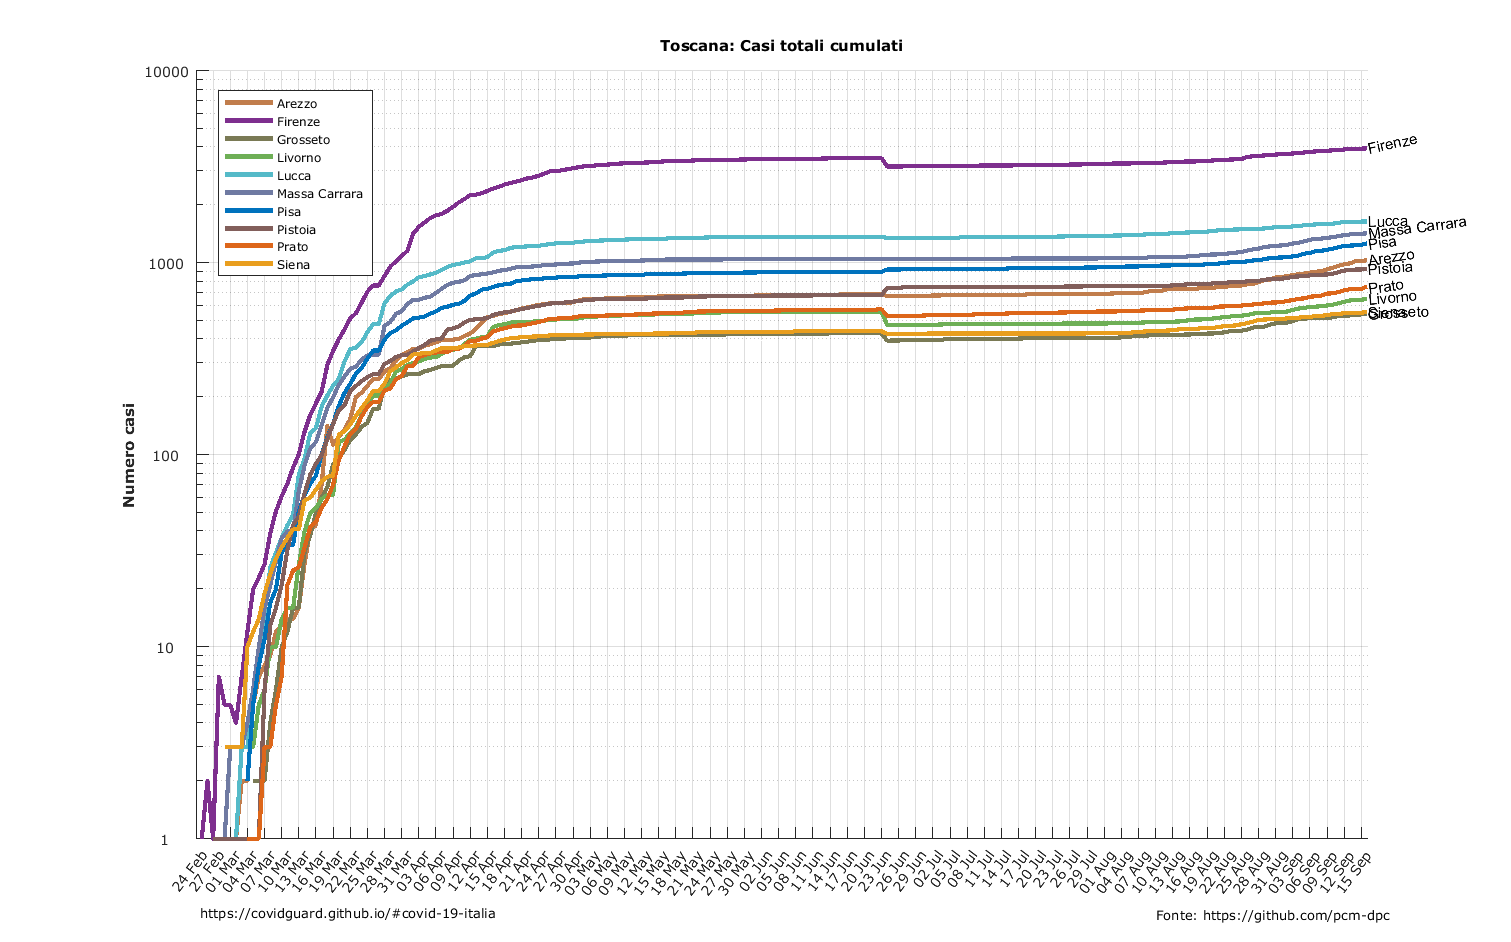 Toscana: Casi totali cumulati
Numero casi
10000
1000
100
10
1
Arezzo
Firenze
Grosseto
Livorno
Lucca
Massa Carrara
Pisa
Pistoia
Prato
Siena
Firenze
Lucca
Massa Carrara
Pisa
Arezzo
Pistoia
Prato
Livorno
Siena
Grosseto
24 Feb
27 Feb
01 Mar
04 Mar
07 Mar
10 Mar
13 Mar
16 Mar
19 Mar
22 Mar
25 Mar
28 Mar
31 Mar
03 Apr
06 Apr
09 Apr
12 Apr
15 Apr
18 Apr
21 Apr
24 Apr
27 Apr
30 Apr
03 May
06 May
09 May
12 May
15 May
18 May
21 May
24 May
27 May
30 May
02 Jun
05 Jun
08 Jun
11 Jun
14 Jun
17 Jun
20 Jun
23 Jun
26 Jun
29 Jun
02 Jul
05 Jul
08 Jul
11 Jul
14 Jul
17 Jul
20 Jul
23 Jul
26 Jul
29 Jul
01 Aug
04 Aug
07 Aug
10 Aug
13 Aug
16 Aug
19 Aug
22 Aug
25 Aug
28 Aug
31 Aug
03 Sep
06 Sep
09 Sep
12 Sep
15 Sep
https://covidguard.github.io/#covid-19-italia
Fonte: https://github.com/pcm-dpc